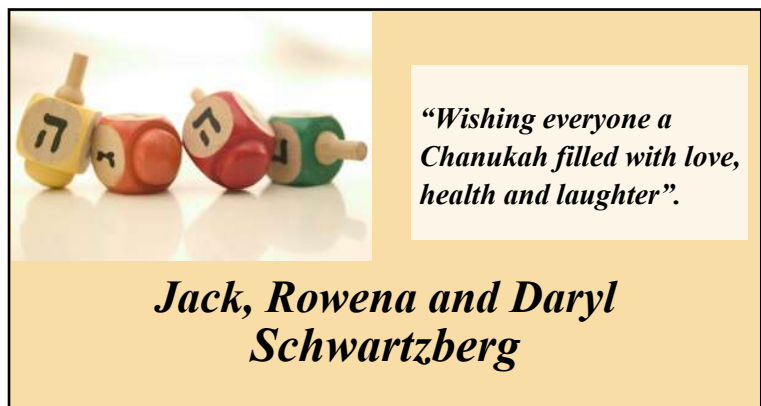 ה
ה
“Wishing everyone a
Chanukah filled with love,
health and laughter”.
Jack, Rowena and Daryl
Schwartzberg